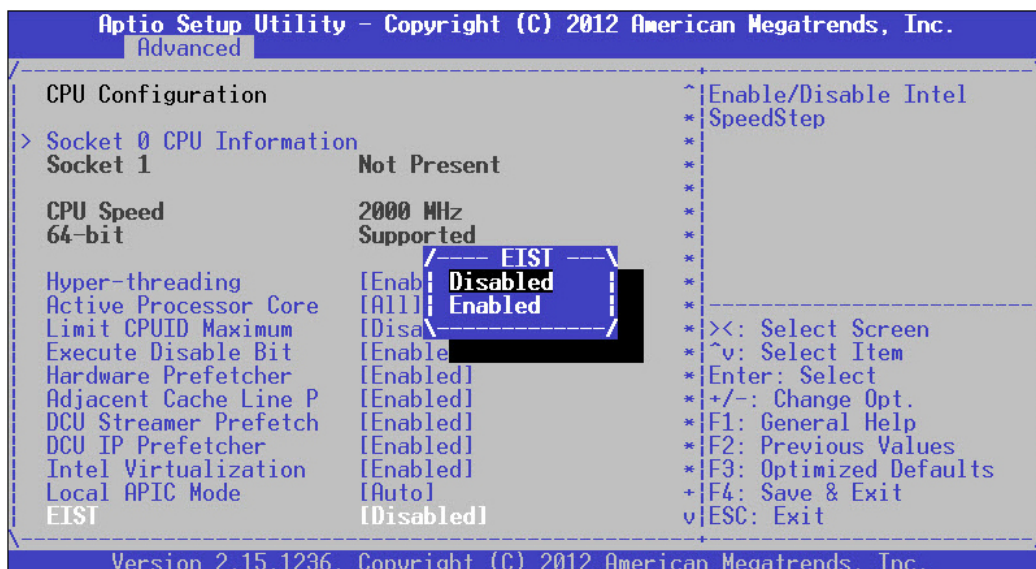 Aptio Setup Utility - Copyright (C) 2012 American Megatrends, Inc.
Advanced
CPU Configuration
> Socket 0 CPU Information
Socket 1 Not Present
CPU Speed 2000 MHz
64-bit Supported
Hyper-threading [Enab
Active Processor Core [All]
Limit CPUID Maximum [Disa
Execute Disable Bit [Enable
Hardware Prefetcher [Enabled]
Adjacent Cache Line P [Enabled]
DCU Streamer Prefetch [Enabled]
DCU IP Prefetcher [Enabled]
Intel Virtualization [Enabled]
Local APIC Mode [Auto]
EIST [Disabled]
EIST
Disabled
Enabled
Enable/Disable Intel
SpeedStep
><: Select Screen
^v: Select Item
Enter: Select
+/-: Change Opt.
F1: General Help
F2: Previous Values
F3: Optimized Defaults
F4: Save & Exit
ESC: Exit
Version 2.15.1236. Copyright (C) 2012 American Megatrends, Inc.